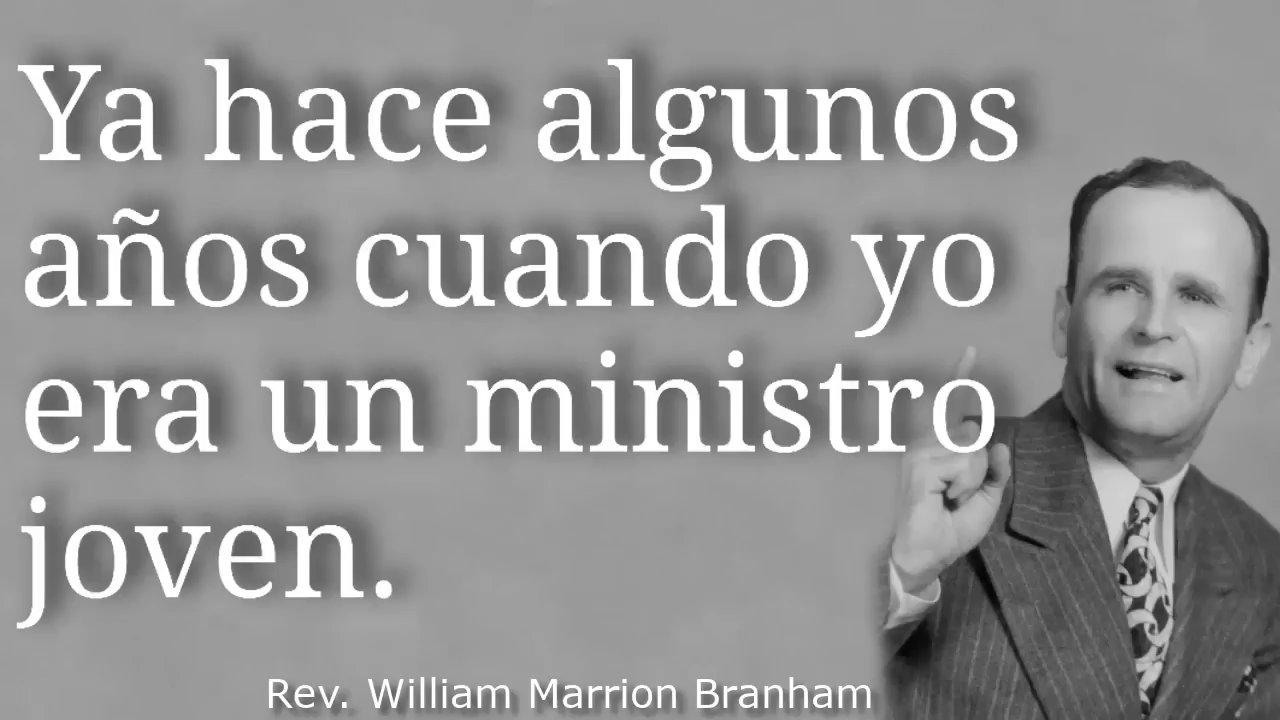 Ya hace algunos
años cuando yo
era un ministro
joven.
Rev. William Marrion Branham